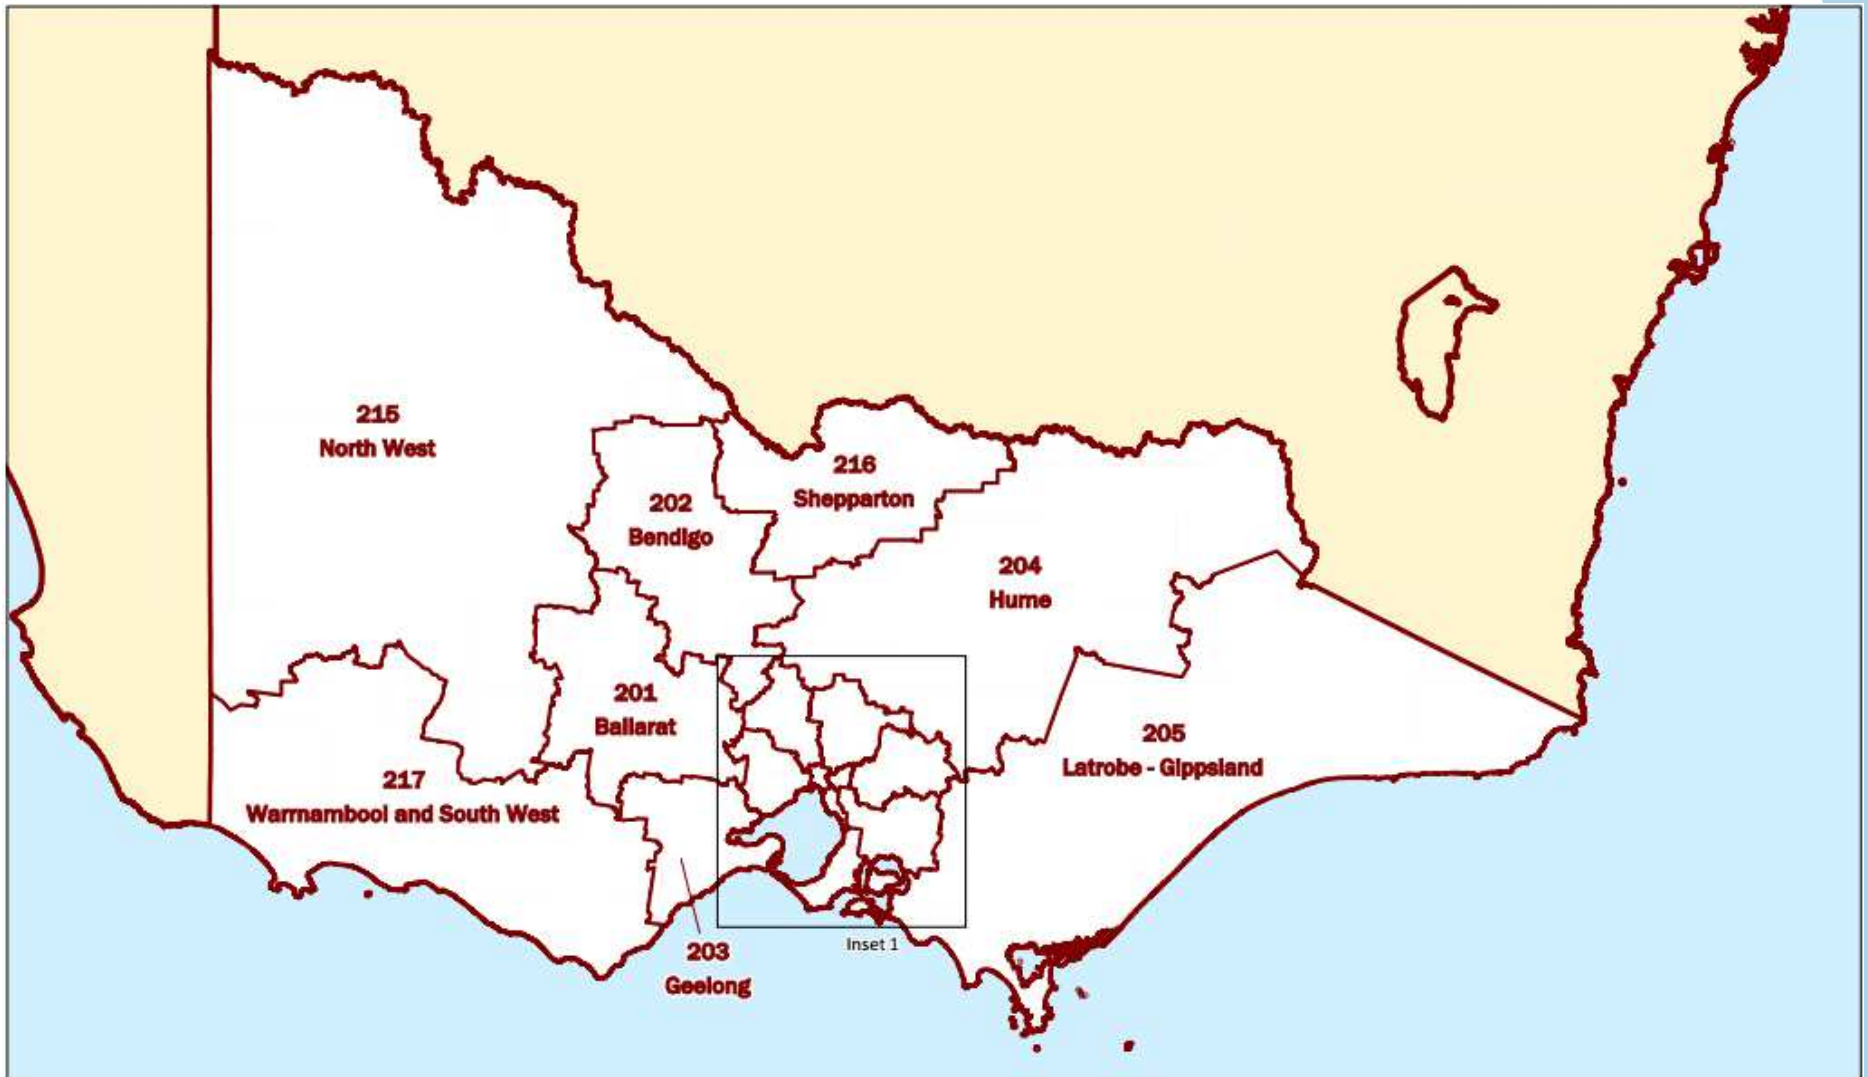 215
North West
216
Shepparton
202
Bendigo
204
Hume
201
Ballarat
205
Latrobe - Gippsland
217
Warrnambool and South West
Inset 1
203
Geelong